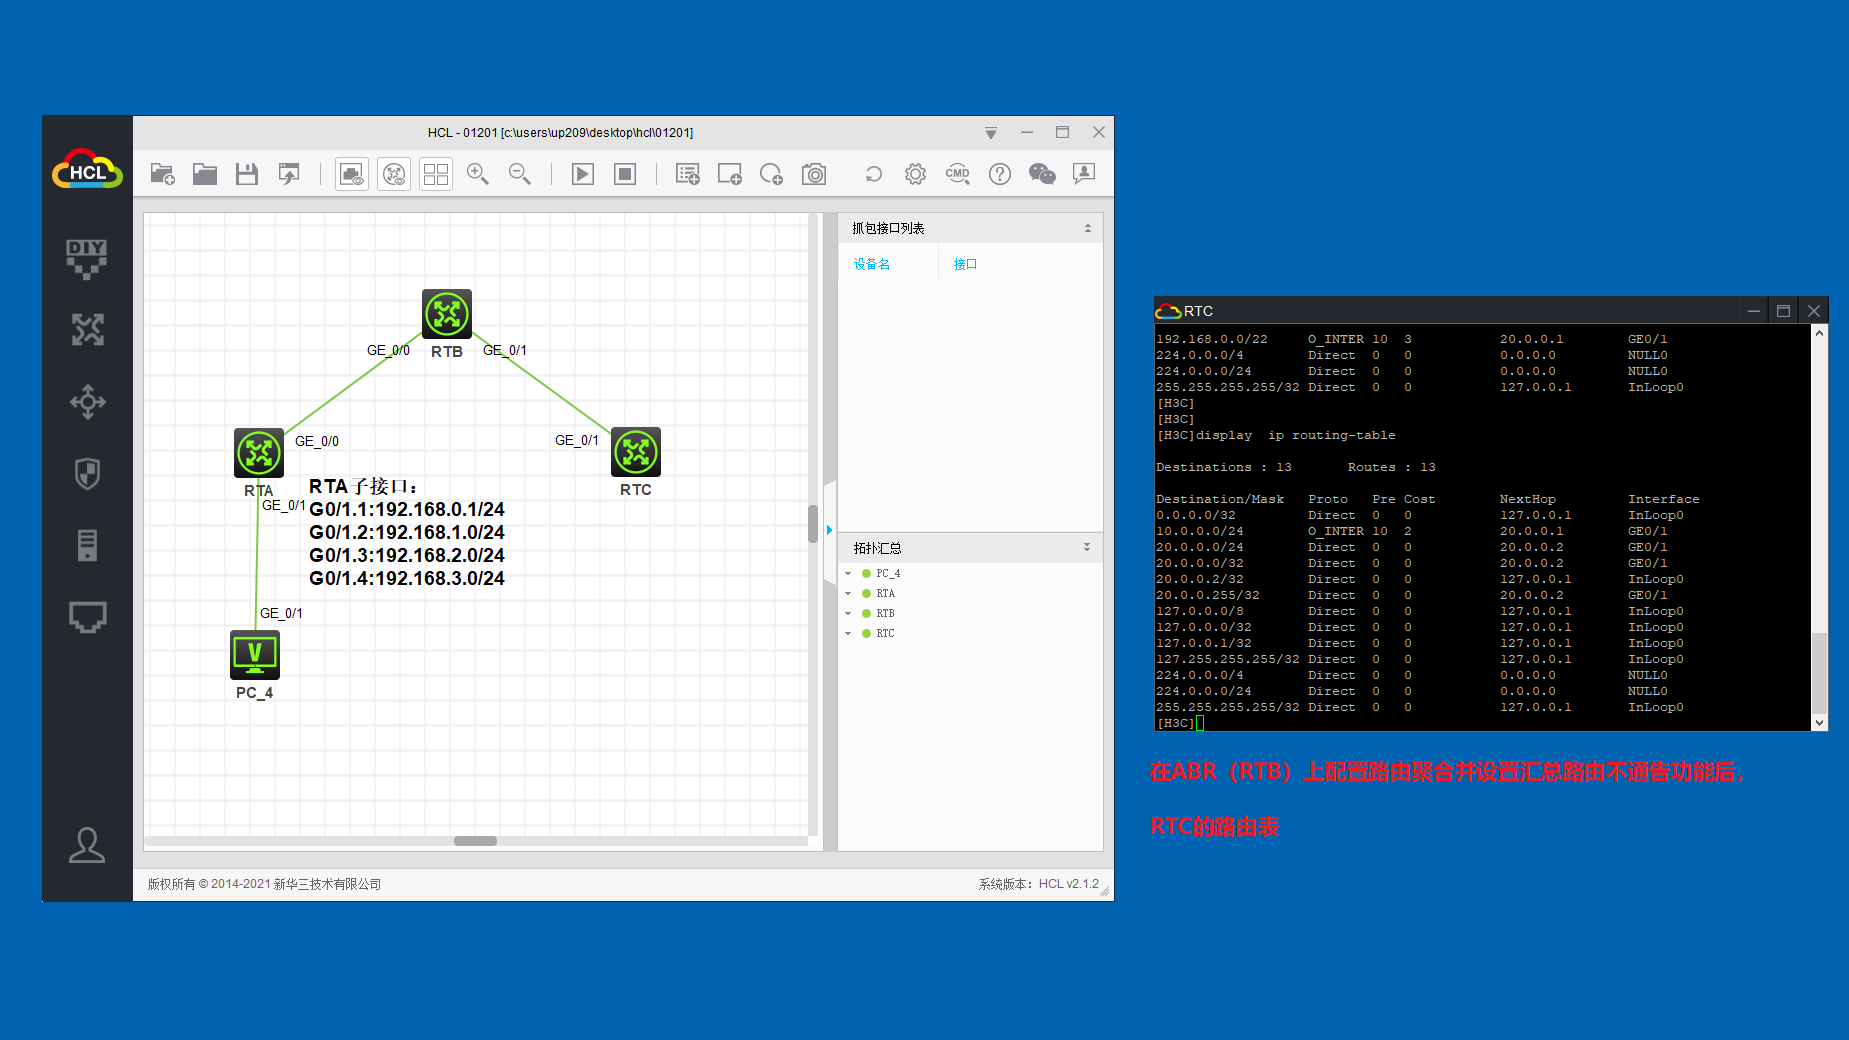 HCL - 01201 [c:\users\up209\desktop\hcl\01201]
HCL
CMD
DIY
抓包接口列表
设备名 接口
RTB
GE_0/0
GE_0/1
GE_0/0
GE_0/1
RTA
RTC
GE_0/1
RTA子接口:
G0/1.1:192.168.0.1/24
G0/1.2:192.168.1.0/24
G0/1.3:192.168.2.0/24
G0/1.4:192.168.3.0/24
GE_0/1
V
PC_4
拓扑汇总
PC_4
RTA
RTB
RTC
版权所有 © 2014-2021 新华三技术有限公司
系统版本：HCL v2.1.2
RTC
192.168.0.0/22 O_INTER 10 3 20.0.0.1 GE0/1
224.0.0.0/4 Direct 0 0 0.0.0.0 NULL0
224.0.0.0/24 Direct 0 0 0.0.0.0 NULL0
255.255.255.255/32 Direct 0 0 127.0.0.1 InLoop0
[H3C]
[H3C]
[H3C]display ip routing-table
Destinations : 13 Routes : 13
Destination/Mask Proto Pre Cost NextHop Interface
0.0.0.0/32 Direct 0 0 127.0.0.1 InLoop0
10.0.0.0/24 O_INTER 10 2 20.0.0.1 GE0/1
20.0.0.0/24 Direct 0 0 20.0.0.2 GE0/1
20.0.0.0/32 Direct 0 0 20.0.0.2 GE0/1
20.0.0.2/32 Direct 0 0 127.0.0.1 InLoop0
20.0.0.255/32 Direct 0 0 20.0.0.2 GE0/1
127.0.0.0/8 Direct 0 0 127.0.0.1 InLoop0
127.0.0.0/32 Direct 0 0 127.0.0.1 InLoop0
127.0.0.1/32 Direct 0 0 127.0.0.1 InLoop0
127.255.255.255/32 Direct 0 0 127.0.0.1 InLoop0
224.0.0.0/4 Direct 0 0 0.0.0.0 NULL0
224.0.0.0/24 Direct 0 0 0.0.0.0 NULL0
255.255.255.255/32 Direct 0 0 127.0.0.1 InLoop0
[H3C]
在ABR（RTB）上配置路由聚合并设置汇总路由不通告功能后，
RTC的路由表